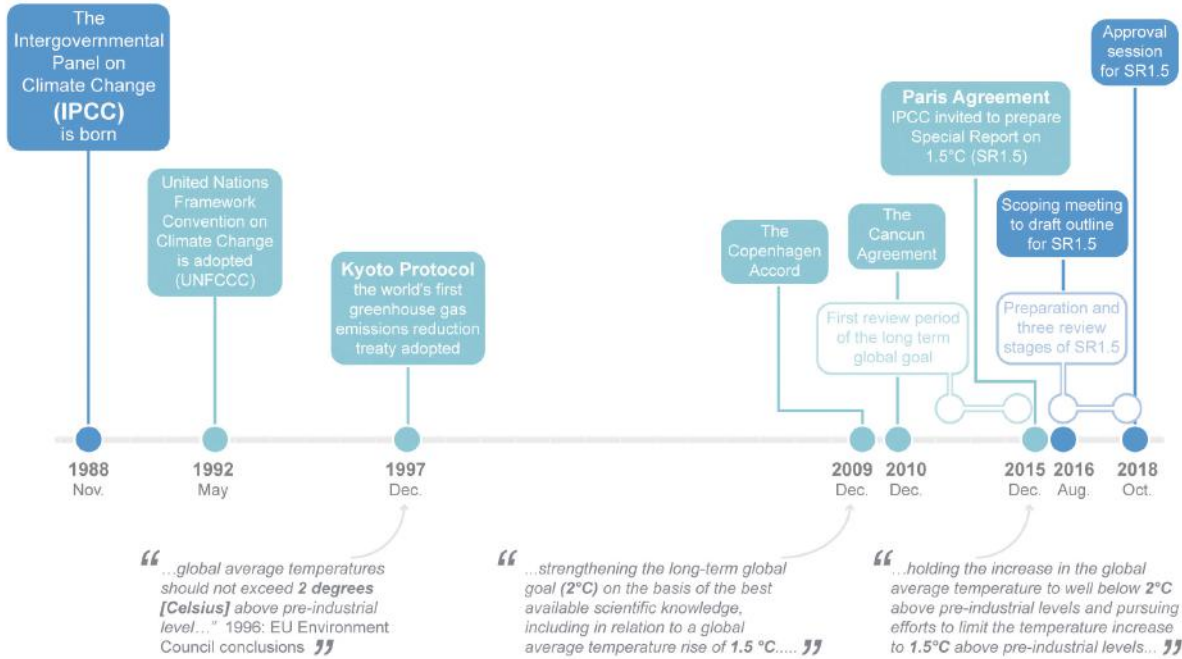 The
Intergovernmental
Panel on
Climate Change
(IPCC)
is born
United Nations
Framework
Convention on
Climate Change
is adopted
(UNFCCC)
Kyoto Protocol
the world's first
greenhouse gas
emissions reduction
treaty adopted
The
Copenhagen
Accord
The
Cancun
Agreement
First review period
of the long term
global goal
Paris Agreement
IPCC invited to prepare
Special Report on
1.5°C (SR1.5)
Scoping meeting
to draft outline
for SR1.5
Preparation and
three review
stages of SR1.5
Approval
session
for SR1.5
1988
Nov.
1992
May
1997
Dec.
2009
Dec.
2010
Dec.
2015
Dec.
2016
Aug.
2018
Oct.
“ ...global average temperatures
should not exceed 2 degrees
[Celsius] above pre-industrial
level...” 1996: EU Environment
Council conclusions ”
“ ...strengthening the long-term global
goal (2°C) on the basis of the best
available scientific knowledge,
including in relation to a global
average temperature rise of 1.5 °C..... ”
“ ...holding the increase in the global
average temperature to well below 2°C
above pre-industrial levels and pursuing
efforts to limit the temperature increase
to 1.5°C above pre-industrial levels... ”